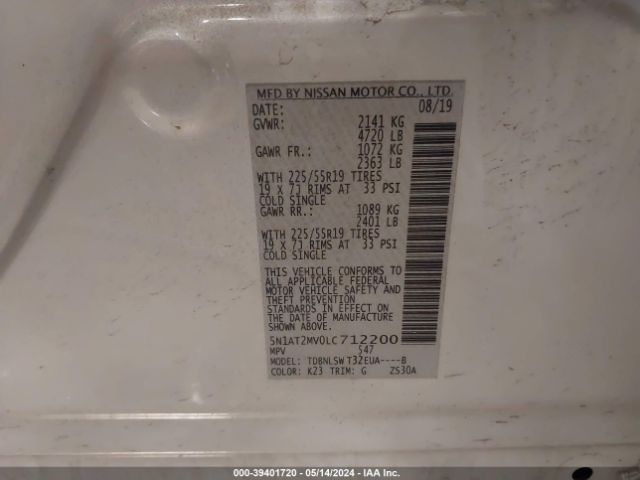 MFD BY NISSAN MOTOR CO., LTD.
DATE: 08/19
GVWR: 2141 KG
4720 LB
GAWR FR.: 1072 KG
2363 LB
WITH 225/55R19 TIRES
19 X 7J RIMS AT 33 PSI
COLD SINGLE
GAWR RR.: 1089 KG
2401 LB
WITH 225/55R19 TIRES
19 X 7J RIMS AT 33 PSI
COLD SINGLE
THIS VEHICLE CONFORMS TO
ALL APPLICABLE FEDERAL
MOTOR VEHICLE SAFETY AND
THEFT PREVENTION
STANDARDS IN EFFECT ON
THE DATE OF MANUFACTURE
SHOWN ABOVE.
5N1AT2MV0LC712200
MPV 547
MODEL: TDBNLSW T32EUA----B
COLOR: K23 TRIM: G ZS30A
000-39401720 - 05/14/2024 - IAA Inc.